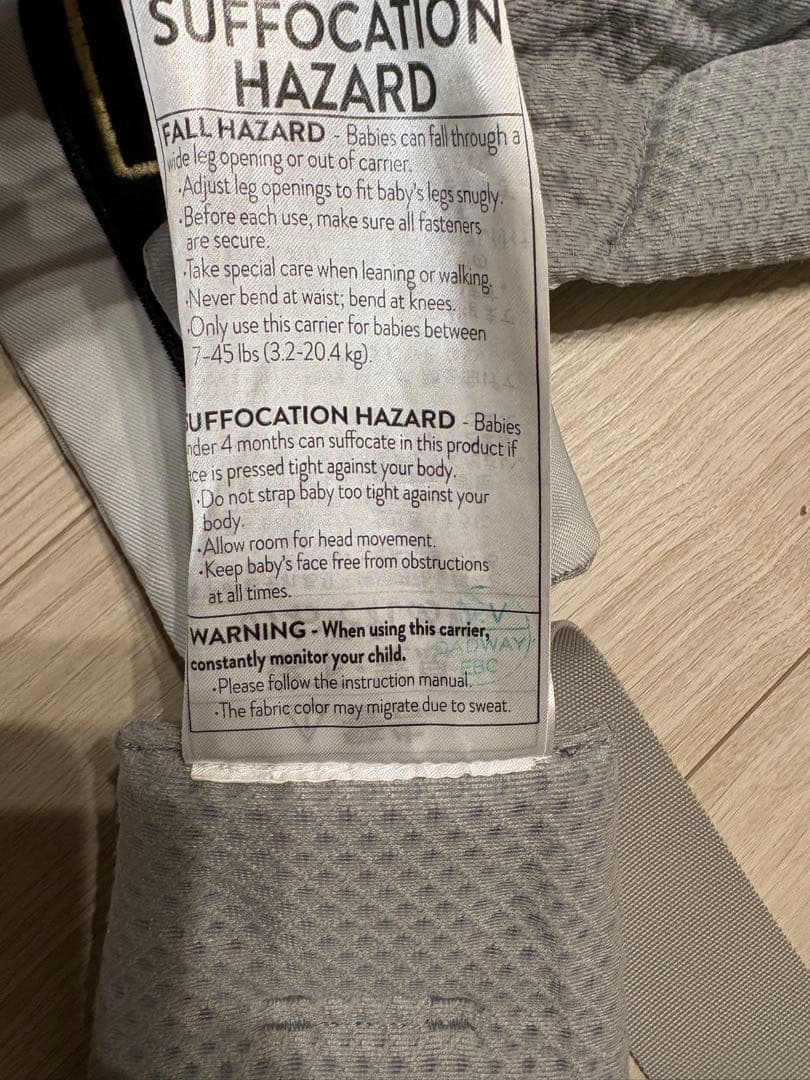 SUFFOCATION
HAZARD
FALL HAZARD - Babies can fall through a
wide leg opening or out of carrier.
·Adjust leg openings to fit baby's legs snugly.
·Before each use, make sure all fasteners
are secure.
·Take special care when leaning or walking.
·Never bend at waist; bend at knees.
·Only use this carrier for babies between
7-45 lbs (3.2-20.4 kg).
UFFOCATION HAZARD - Babies
nder 4 months can suffocate in this product if
ace is pressed tight against your body.
·Do not strap baby too tight against your
body.
·Allow room for head movement.
·Keep baby's face free from obstructions
at all times.
WARNING - When using this carrier,
constantly monitor your child.
·Please follow the instruction manual.
·The fabric color may migrate due to sweat.